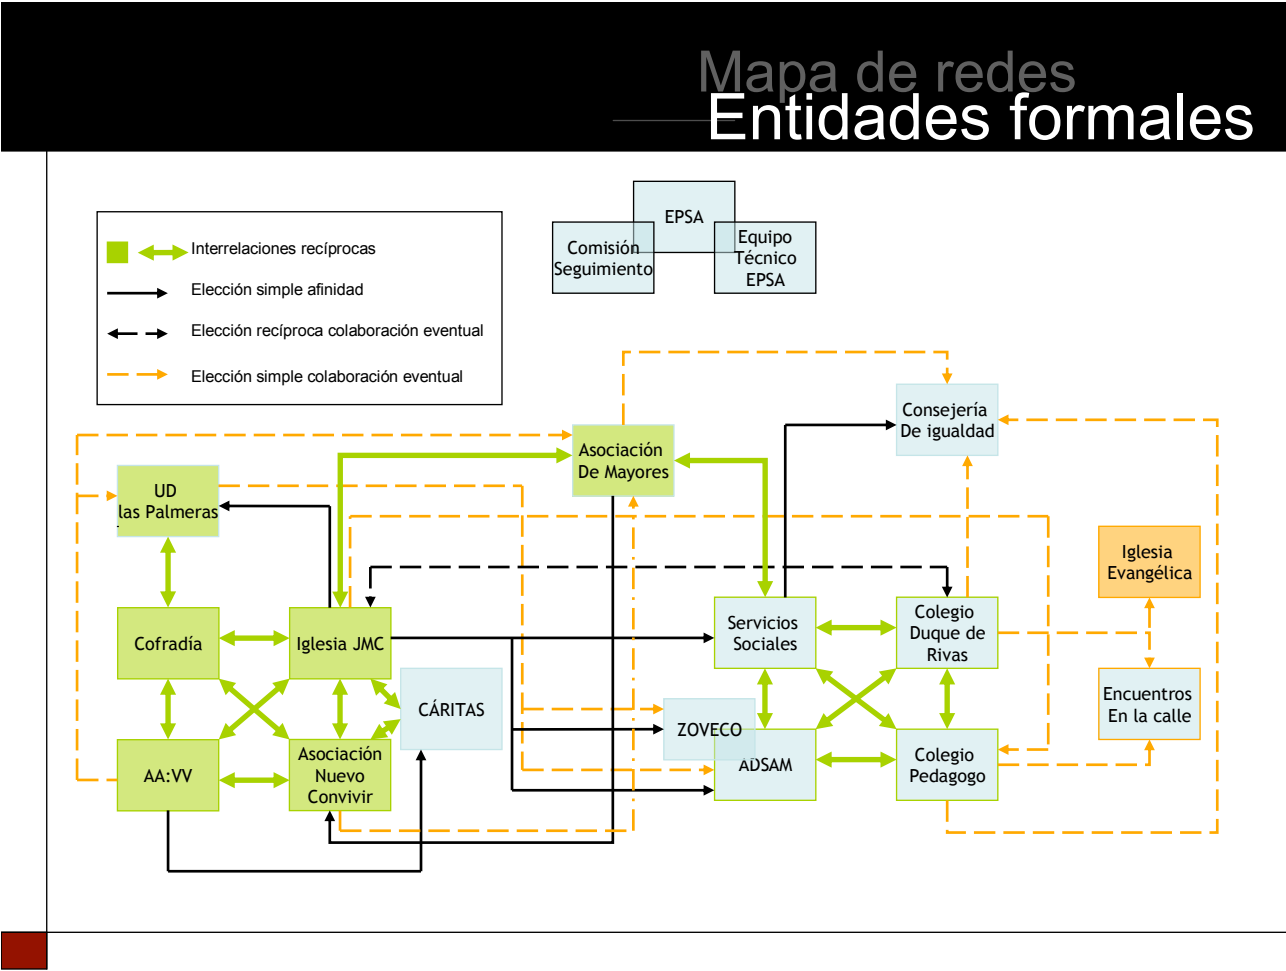 Mapa de redes
Entidades formales
EPSA
Comisión
Seguimiento
Equipo
Técnico
EPSA
Interrelaciones recíprocas
Elección simple afinidad
Elección recíproca colaboración eventual
Elección simple colaboración eventual
Consejería
De igualdad
Asociación
De Mayores
UD
las Palmeras
Iglesia
Evangélica
Cofradía
Iglesia JMC
Servicios
Sociales
Colegio
Duque de
Rivas
CÁRITAS
Encuentros
En la calle
ZOVECO
AA:VV
Asociación
Nuevo
Convivir
ADSAM
Colegio
Pedagogo